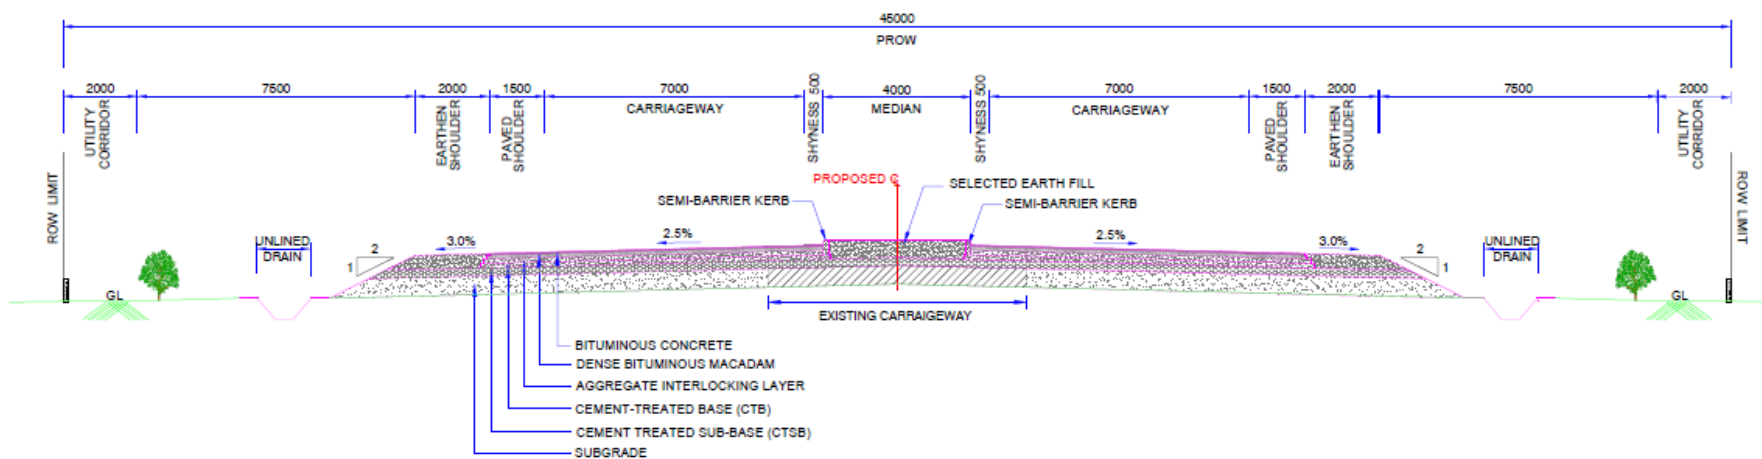 45000
PROW
2000
7500
2000
1500
7000
SHYNESS 500
4000
SHYNESS 500
7000
1500
2000
7500
2000
UTILITY
CORRIDOR
EARTHEN
SHOULDER
PAVED
SHOULDER
CARRIAGEWAY
MEDIAN
CARRIAGEWAY
PAVED
SHOULDER
EARTHEN
SHOULDER
UTILITY
CORRIDOR
ROW LIMIT
ROW LIMIT
PROPOSED ℄
SELECTED EARTH FILL
SEMI-BARRIER KERB
SEMI-BARRIER KERB
UNLINED
DRAIN
2
1
3.0%
2.5%
2.5%
3.0%
2
1
UNLINED
DRAIN
GL
GL
EXISTING CARRAIGEWAY
BITUMINOUS CONCRETE
DENSE BITUMINOUS MACADAM
AGGREGATE INTERLOCKING LAYER
CEMENT-TREATED BASE (CTB)
CEMENT TREATED SUB-BASE (CTSB)
SUBGRADE